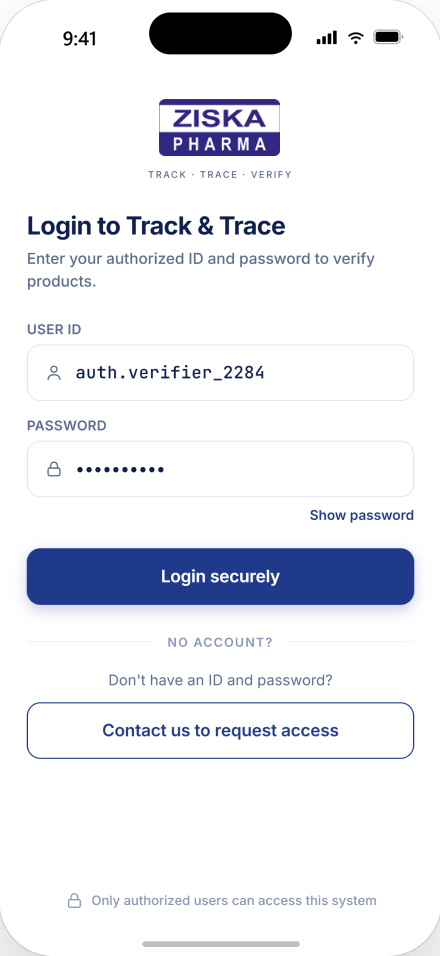 9:41
ZISKA
PHARMA
TRACK · TRACE · VERIFY
Login to Track & Trace
Enter your authorized ID and password to verify
products.
USER ID
auth.verifier_2284
PASSWORD
••••••••••
Show password
Login securely
NO ACCOUNT?
Don't have an ID and password?
Contact us to request access
Only authorized users can access this system